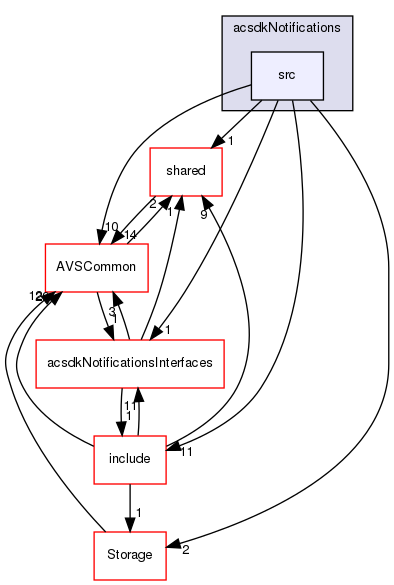 acsdkNotifications
src
1
shared
2
1
9
10
14
AVSCommon
3
1
1
acsdkNotificationsInterfaces
1
11
11
include
1
2
Storage